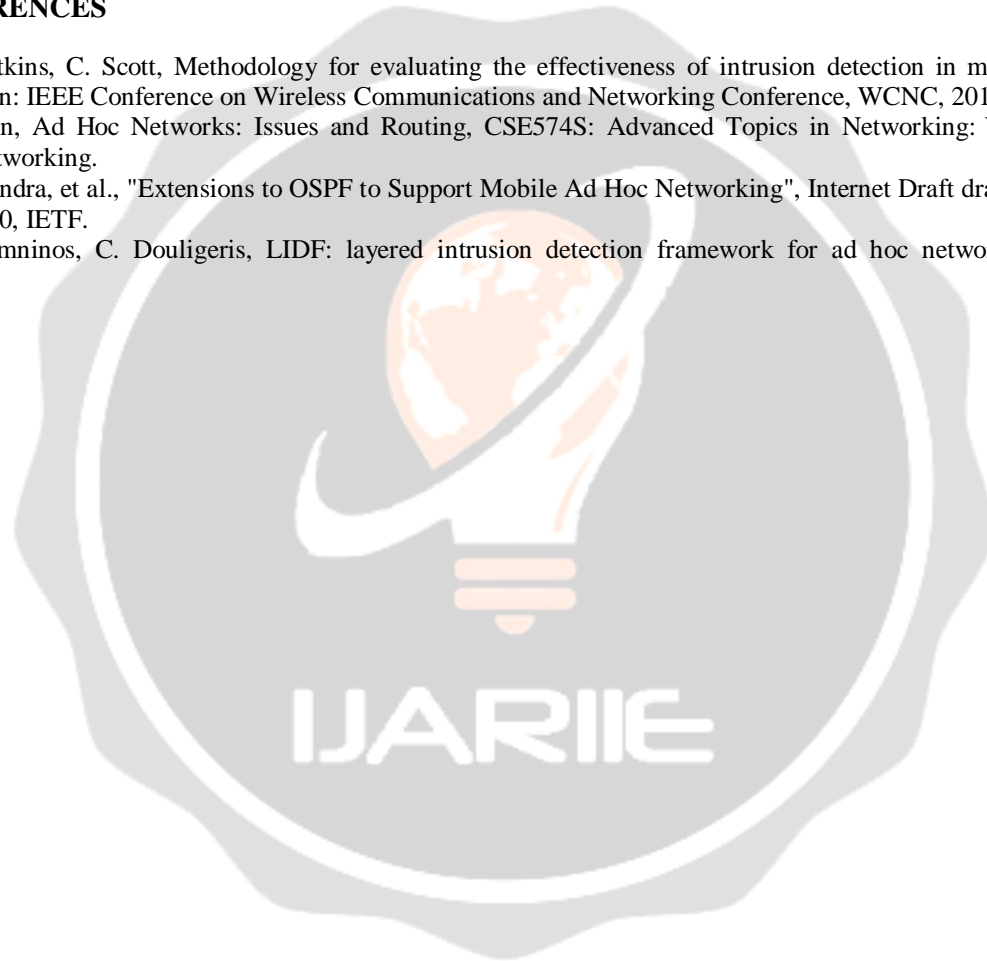 RENCES
tkins, C. Scott, Methodology for evaluating the effectiveness of intrusion detection in m
n: IEEE Conference on Wireless Communications and Networking Conference, WCNC, 201
n, Ad Hoc Networks: Issues and Routing, CSE574S: Advanced Topics in Networking:
tworking.
ndra, et al., "Extensions to OSPF to Support Mobile Ad Hoc Networking", Internet Draft dra
0, IETF.
mninos, C. Douligeris, LIDF: layered intrusion detection framework for ad hoc netwo
IJARIIE